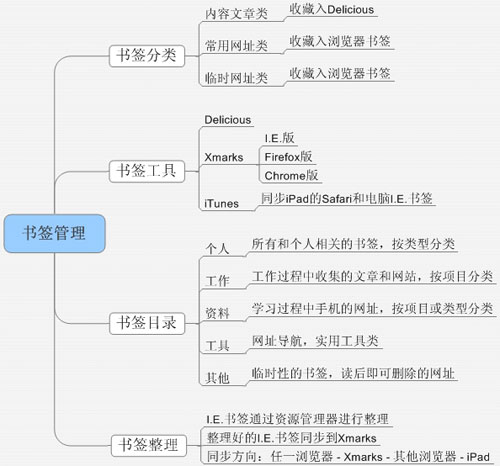 书签管理
书签分类
内容文章类
收藏入Delicious
常用网址类
收藏入浏览器书签
临时网址类
收藏入浏览器书签
书签工具
Delicious
Xmarks
I.E.版
Firefox版
Chrome版
iTunes
同步iPad的Safari和电脑I.E.书签
书签目录
个人
所有和个人相关的书签，按类型分类
工作
工作过程中收集的文章和网站，按项目分类
资料
学习过程中手机的网址，按项目或类型分类
工具
网址导航，实用工具类
其他
临时性的书签，读后即可删除的网址
书签整理
I.E.书签通过资源管理器进行整理
整理好的I.E.书签同步到Xmarks
同步方向：任一浏览器 - Xmarks - 其他浏览器 - iPad